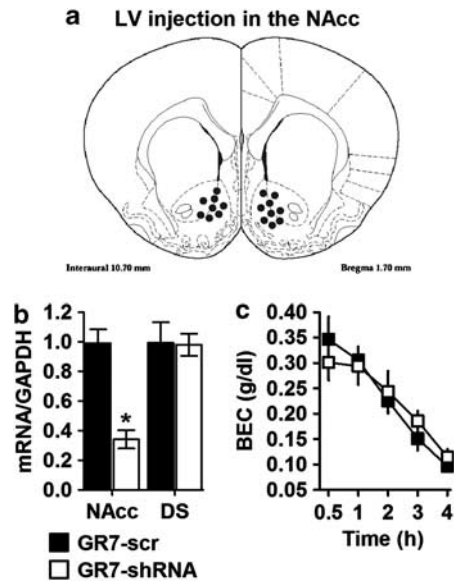 a LV injection in the NAcc
Interaural 10.70 mm
Bregma 1.70 mm
b
mRNA/GAPDH
1.2
1.0
0.8
0.6
0.4
0.2
0.0
*
NAcc DS
GR7-scr
GR7-shRNA
c
BEC (g/dl)
0.40
0.35
0.30
0.25
0.20
0.15
0.10
0.05
0.5 1 2 3 4
Time (h)